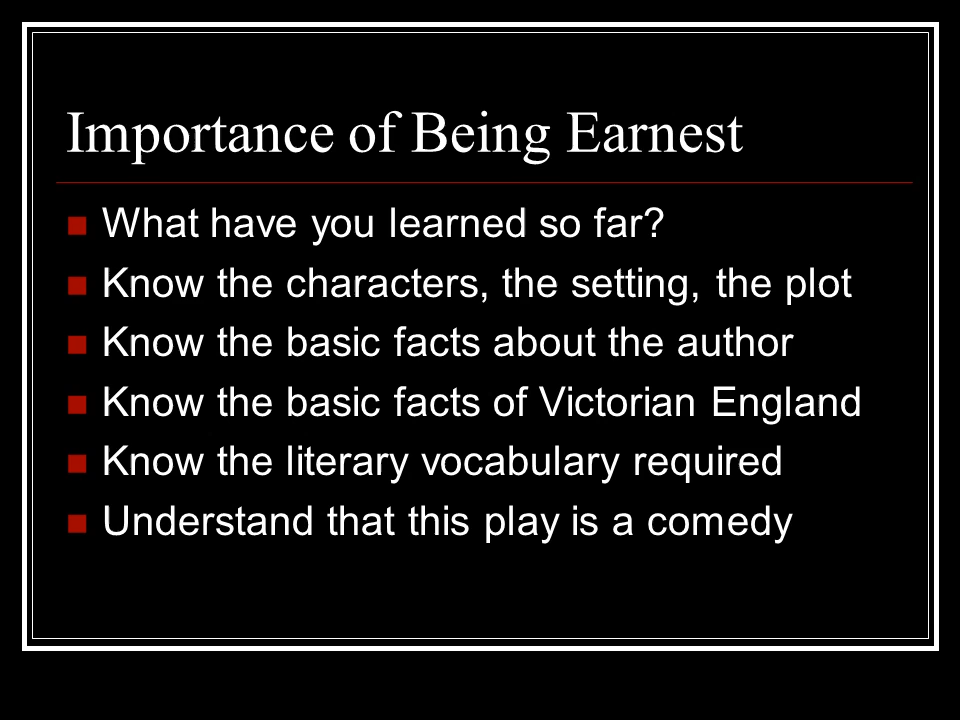 Importance of Being Earnest
What have you learned so far?
Know the characters, the setting, the plot
Know the basic facts about the author
Know the basic facts of Victorian England
Know the literary vocabulary required
Understand that this play is a comedy